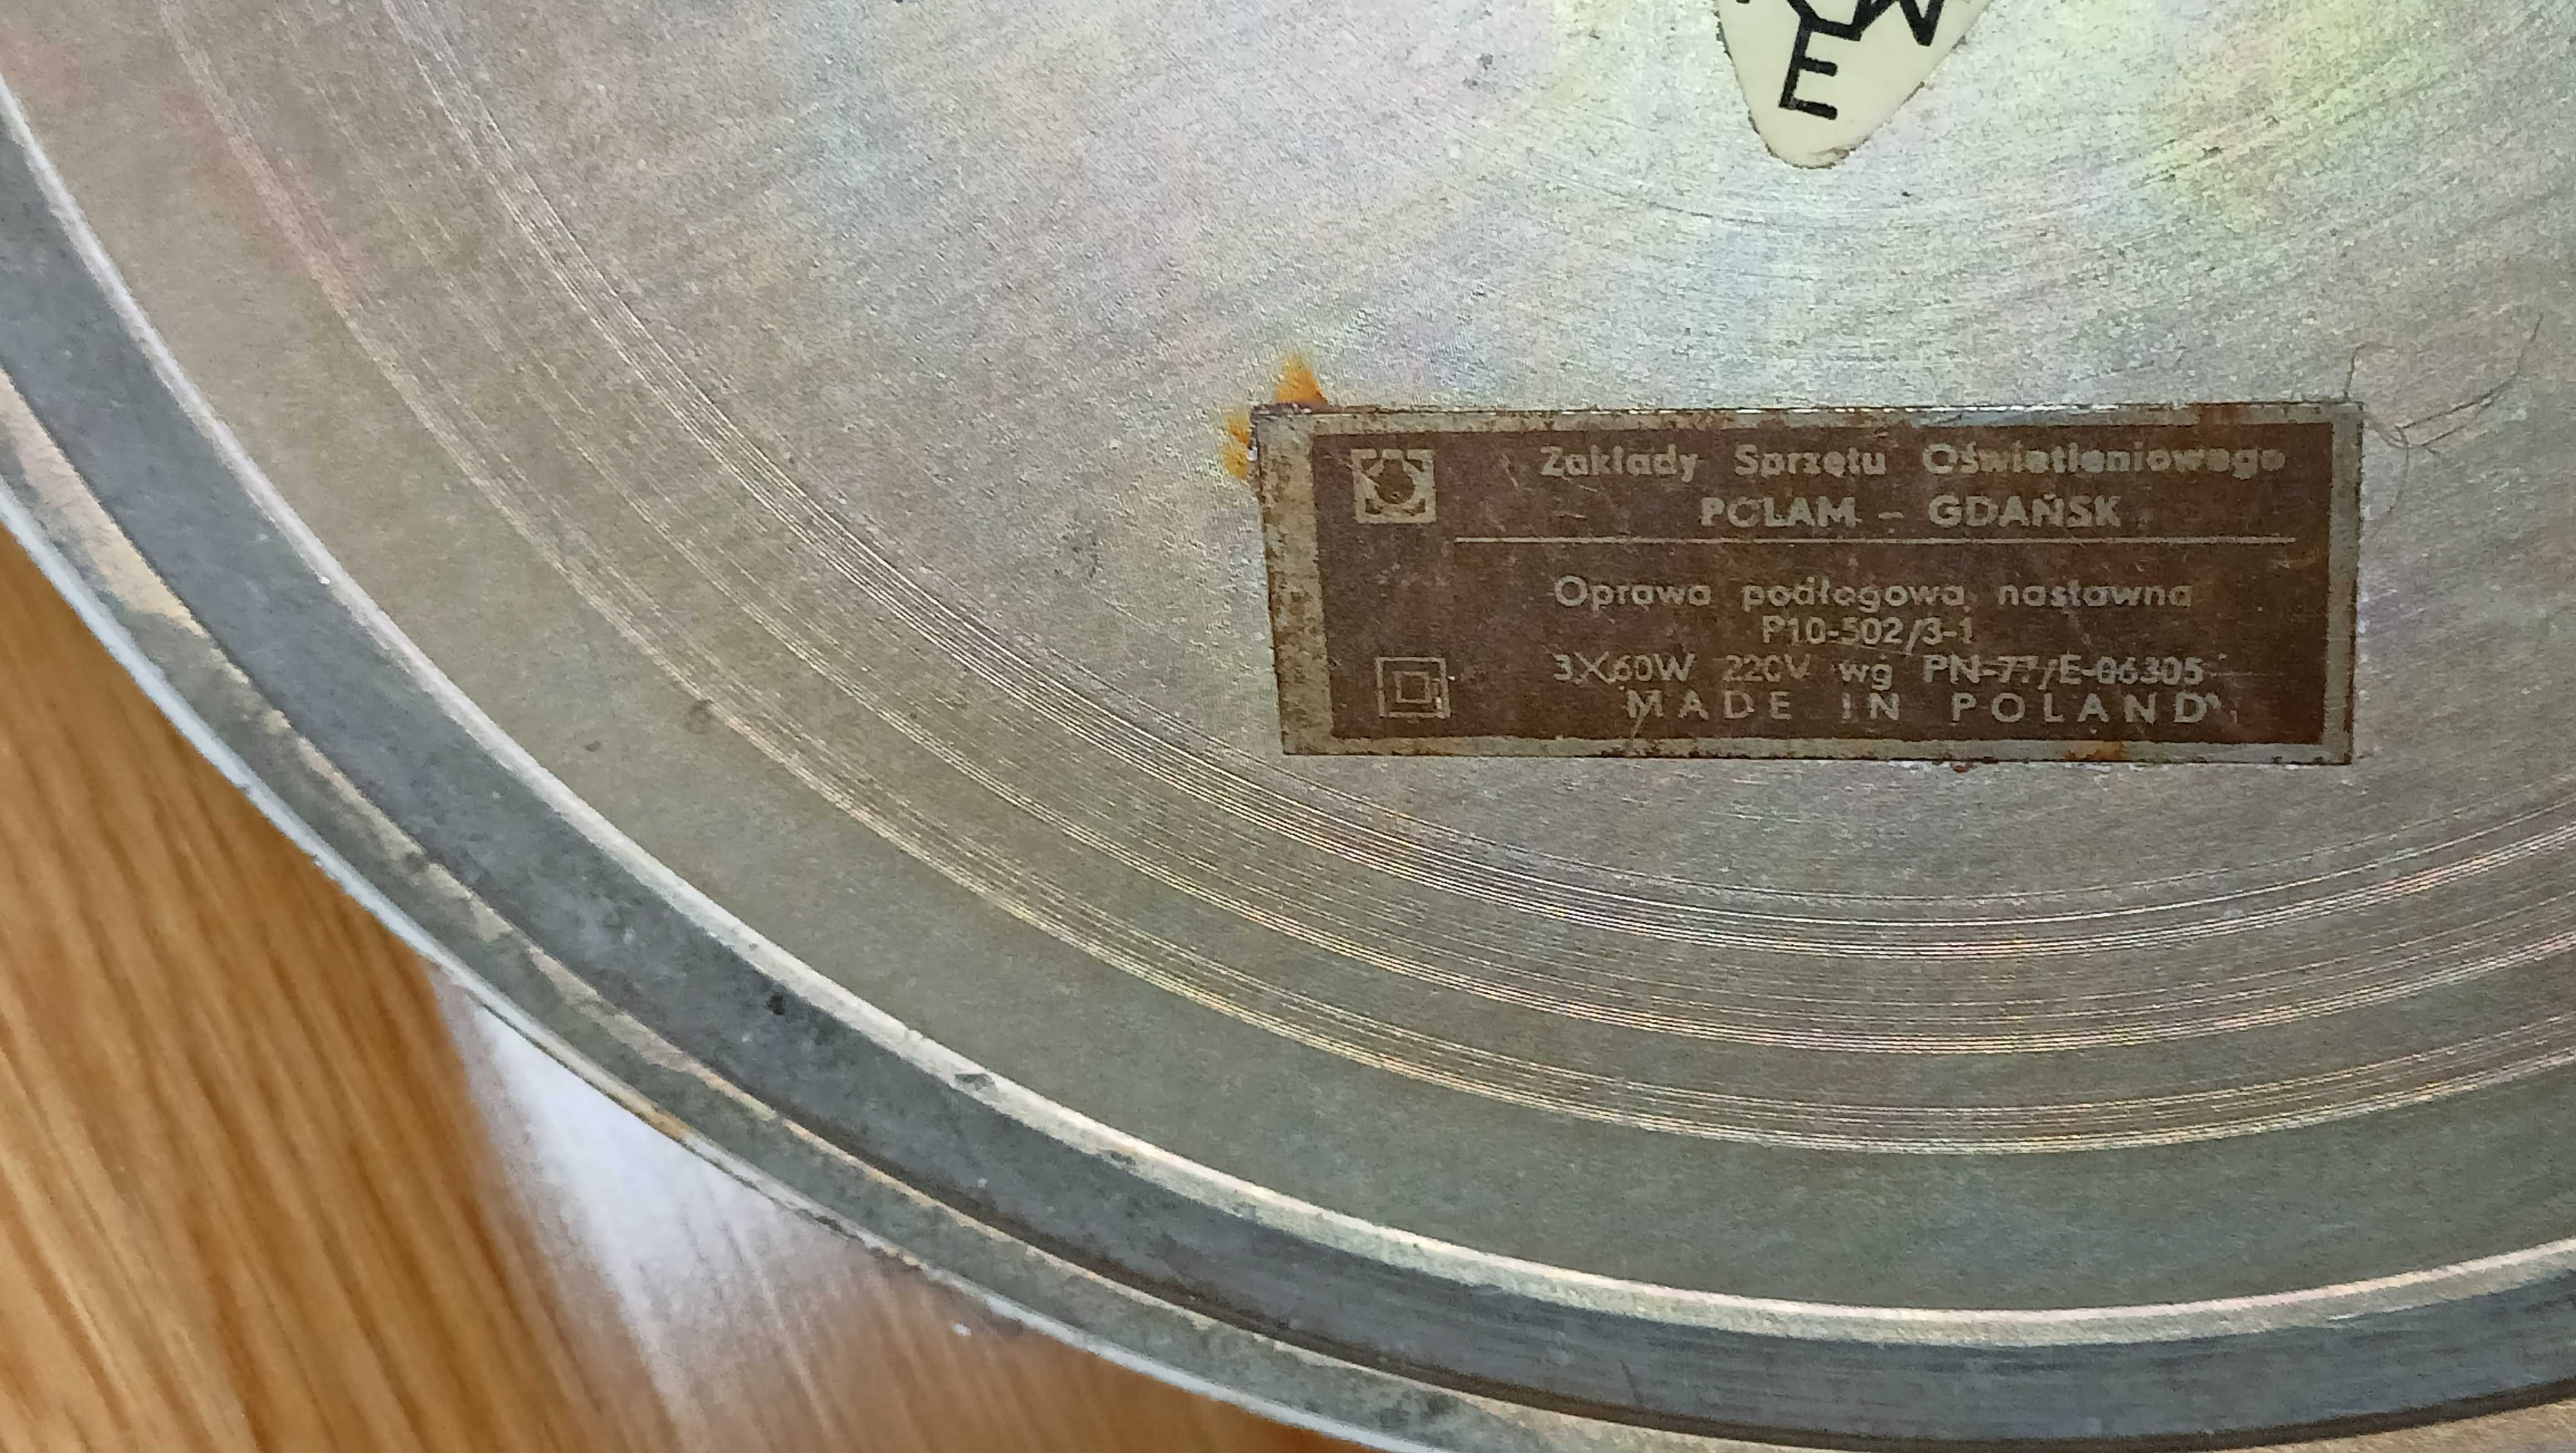 E W
E
Zakłady Sprzętu Oświetleniowego
POLAM - GDAŃSK
Oprawa podłogowa nastawna
P10-502/3-1
3X60W 220V wg PN-77/E-06305
MADE IN POLAND